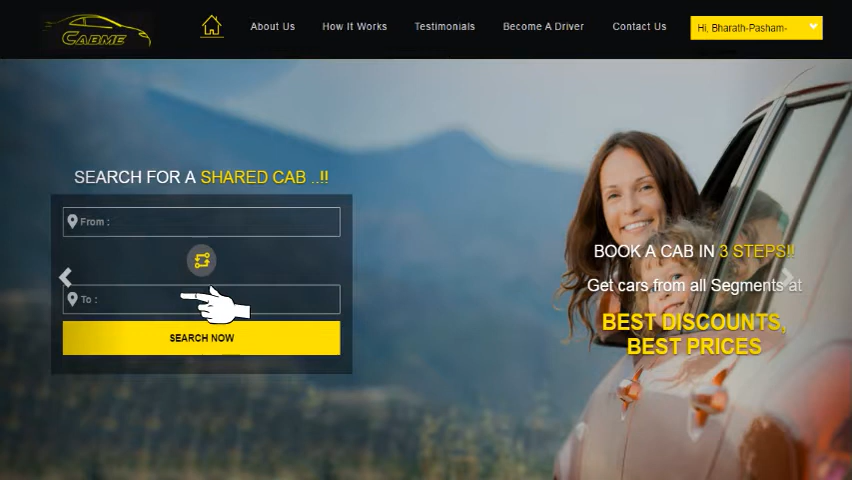 CABME
About Us
How It Works
Testimonials
Become A Driver
Contact Us
Hi, Bharath-Pasham-
SEARCH FOR A SHARED CAB ..!!
From :
To :
SEARCH NOW
BOOK A CAB IN 3 STEPS!!
Get cars from all Segments at
BEST DISCOUNTS,
BEST PRICES